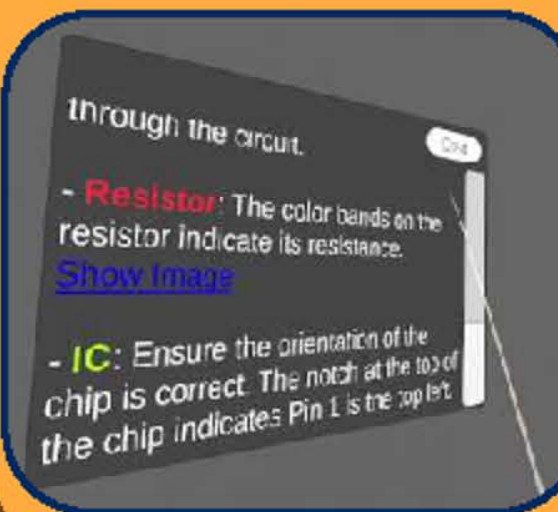 through the circuit.
- Resistor: The color bands on the
resistor indicate its resistance.
Show Image
- IC: Ensure the orientation of the
chip is correct. The notch at the top of
the chip indicates Pin 1 is the top left.